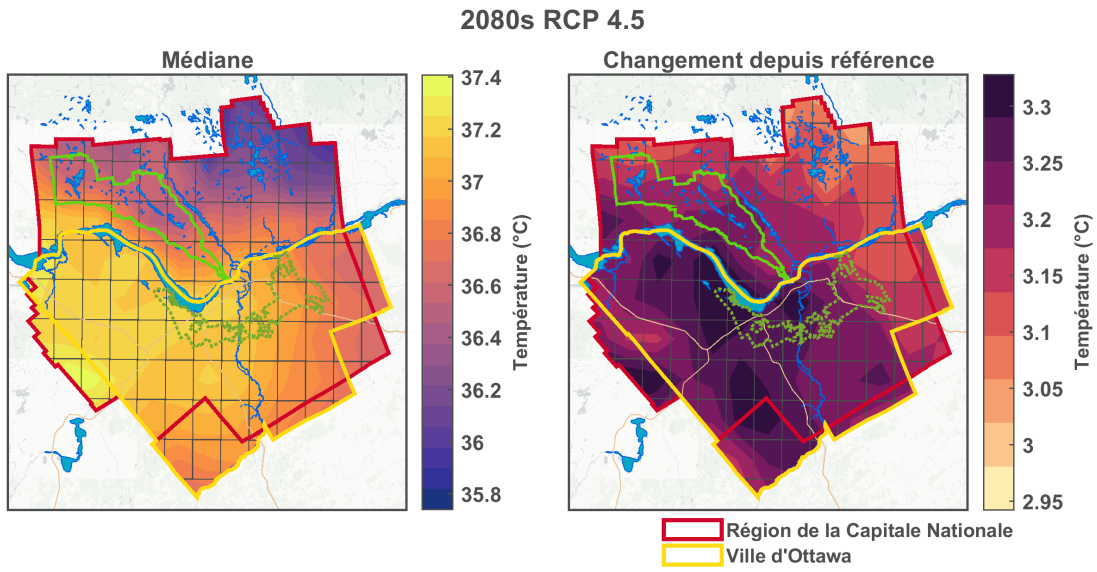 2080s RCP 4.5
Médiane
Changement depuis référence
37.4
37.2
37
36.8
36.6
36.4
36.2
36
35.8
Température (°C)
3.3
3.25
3.2
3.15
3.1
3.05
3
2.95
Température (°C)
Région de la Capitale Nationale
Ville d'Ottawa